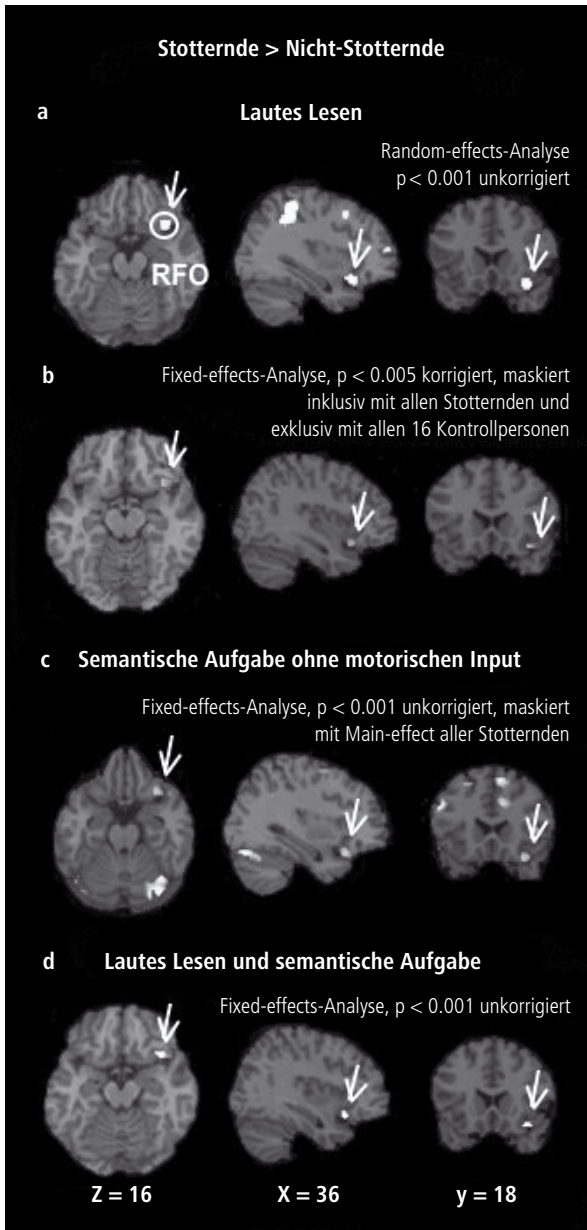 Stotternde > Nicht-Stotternde
a
Lautes Lesen
Random-effects-Analyse
p < 0.001 unkorrigiert
RFO
b
Fixed-effects-Analyse, p < 0.005 korrigiert, maskiert
inklusiv mit allen Stotternden und
exklusiv mit allen 16 Kontrollpersonen
c Semantische Aufgabe ohne motorischen Input
Fixed-effects-Analyse, p < 0.001 unkorrigiert, maskiert
mit Main-effect aller Stotternden
d Lautes Lesen und semantische Aufgabe
Fixed-effects-Analyse, p < 0.001 unkorrigiert
Z = 16 X = 36 y = 18